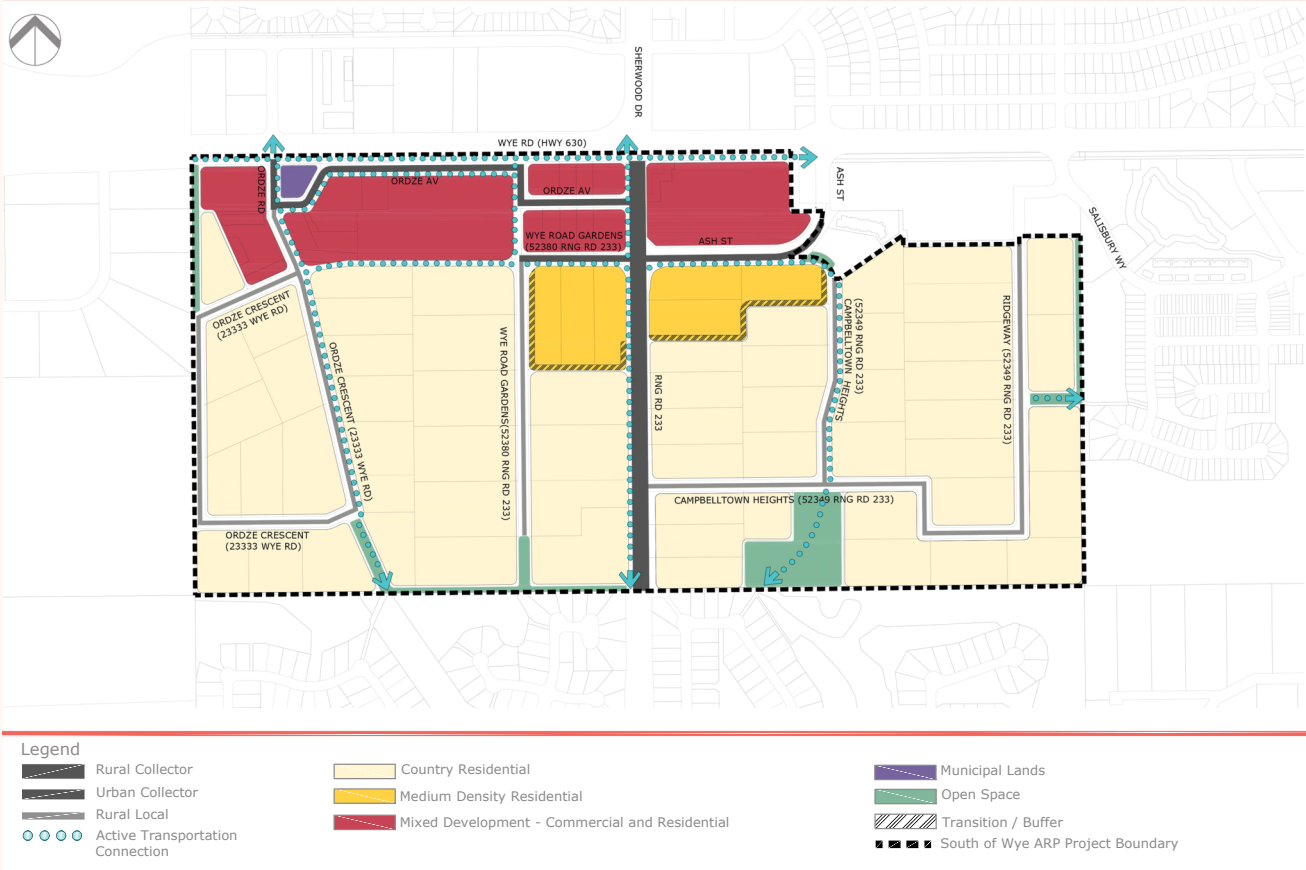 SHERWOOD DR
WYE RD (HWY 630)
ORDZE RD
ORDZE AV
ORDZE AV
ASH ST
WYE ROAD GARDENS
(52380 RNG RD 233)
ASH ST
SALISBURY WY
ORDZE CRESCENT
(23333 WYE RD)
ORDZE CRESCENT (23333 WYE RD)
WYE ROAD GARDENS(52380 RNG RD 233)
RNG RD 233
(52349 RNG RD 233)
CAMPBELLTOWN HEIGHTS
RIDGEWAY (52349 RNG RD 233)
CAMPBELLTOWN HEIGHTS (52349 RNG RD 233)
ORDZE CRESCENT
(23333 WYE RD)
Legend
Rural Collector
Urban Collector
Rural Local
Active Transportation
Connection
Country Residential
Medium Density Residential
Mixed Development - Commercial and Residential
Municipal Lands
Open Space
Transition / Buffer
South of Wye ARP Project Boundary